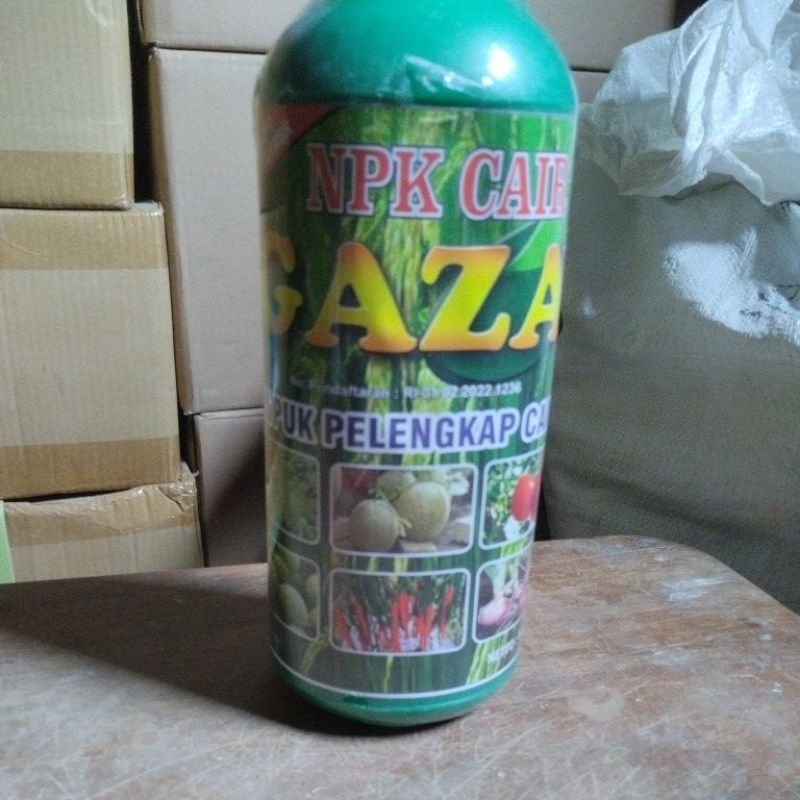 NPK CAIR
GAZA
No. Pendaftaran : RI.01.02.2022.1236
PUK PELENGKAP CA